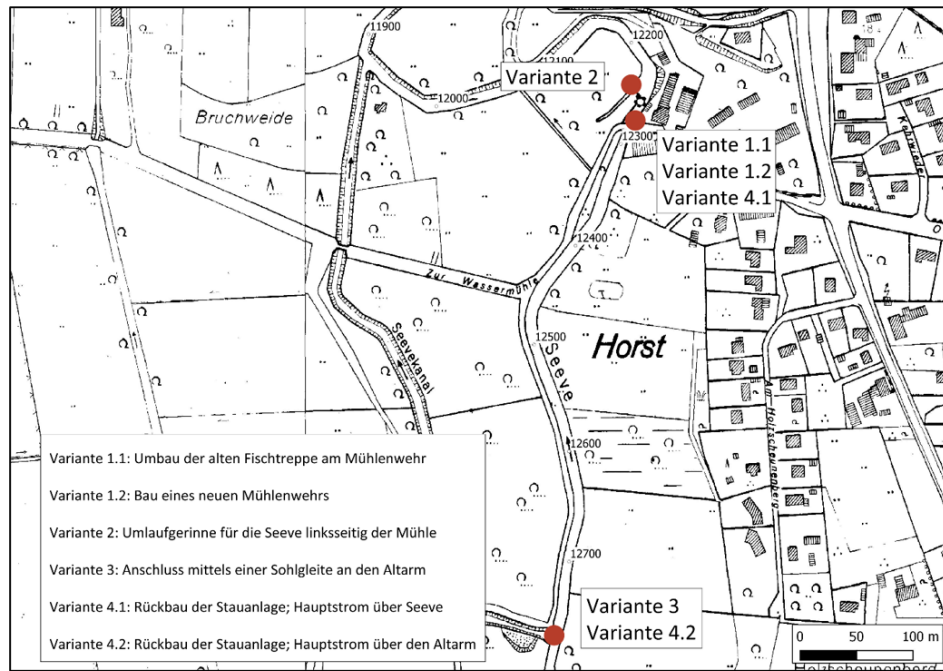 11900
12200
12100
Variante 2
12000
Bruchweide
12300
Variante 1.1
Variante 1.2
Variante 4.1
Kehrwieder
12400
zur Wassermühle
Horst
12500
Seeve
Seevekanal
Am Holtscheunenberg
12600
Variante 1.1: Umbau der alten Fischtreppe am Mühlenwehr
Variante 1.2: Bau eines neuen Mühlenwehrs
Variante 2: Umlaufgerinne für die Seeve linksseitig der Mühle
Variante 3: Anschluss mittels einer Sohlgleite an den Altarm
Variante 4.1: Rückbau der Stauanlage; Hauptstrom über Seeve
Variante 4.2: Rückbau der Stauanlage; Hauptstrom über den Altarm
12700
Variante 3
Variante 4.2
0 50 100 m